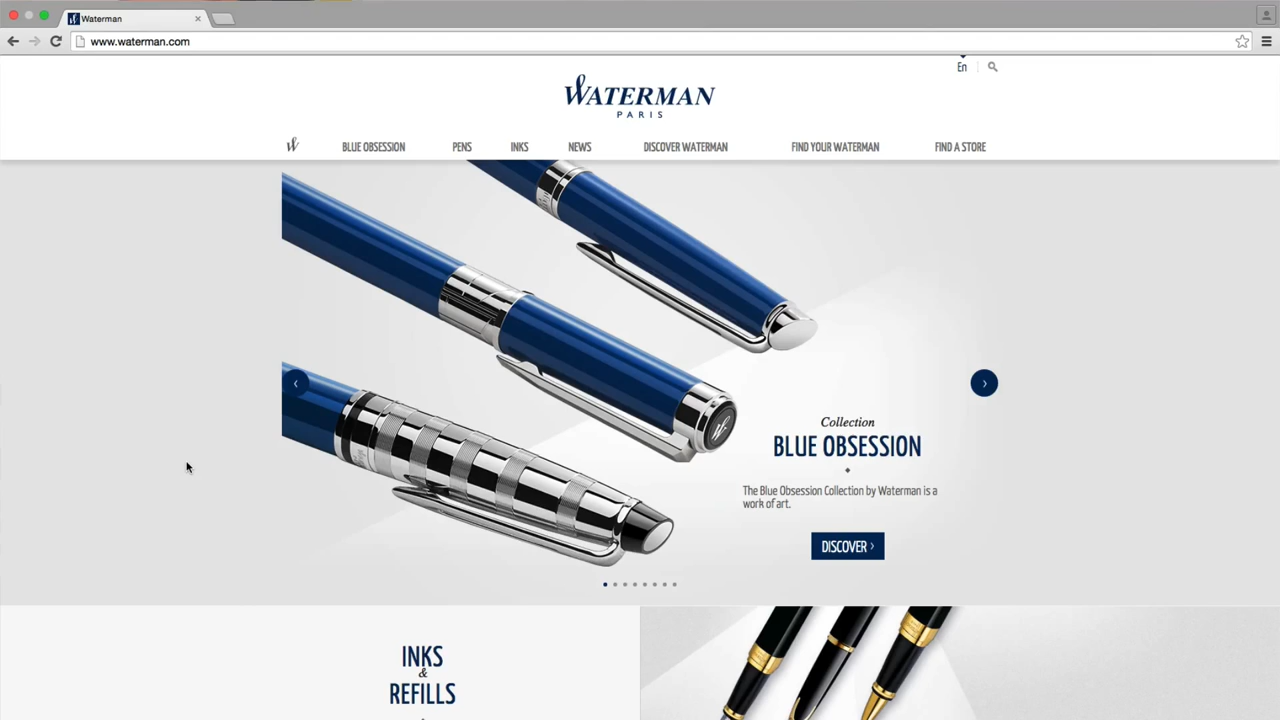 Waterman
www.waterman.com
En
WATERMAN
PARIS
W BLUE OBSESSION PENS INKS NEWS DISCOVER WATERMAN FIND YOUR WATERMAN FIND A STORE
Collection
BLUE OBSESSION
The Blue Obsession Collection by Waterman is a
work of art.
DISCOVER ›
INKS
&
REFILLS